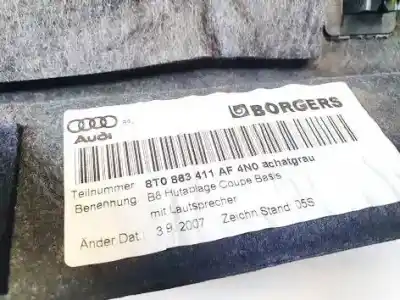 BORGERS
Audi
Teilnummer 8T0 863 411 AF 4N0 achatgrau
Benennung B8 Hutablage Coupe Basis
mit Lautsprecher
Änder Dat.: 3.9.2007 Zeichn.Stand 05S